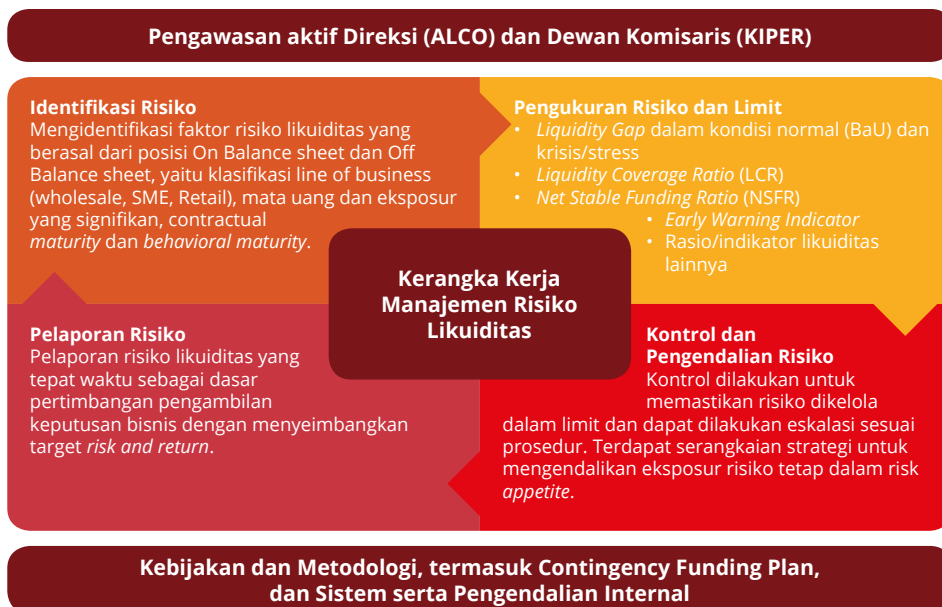 Pengawasan aktif Direksi (ALCO) dan Dewan Komisaris (KIPER)
Identifikasi Risiko
Mengidentifikasi faktor risiko likuiditas yang
berasal dari posisi On Balance sheet dan Off
Balance sheet, yaitu klasifikasi line of business
(wholesale, SME, Retail), mata uang dan eksposur
yang signifikan, contractual
maturity dan behavioral maturity.
Pengukuran Risiko dan Limit
• Liquidity Gap dalam kondisi normal (BaU) dan
krisis/stress
• Liquidity Coverage Ratio (LCR)
• Net Stable Funding Ratio (NSFR)
• Early Warning Indicator
• Rasio/indikator likuiditas
lainnya
Kerangka Kerja
Manajemen Risiko
Likuiditas
Pelaporan Risiko
Pelaporan risiko likuiditas yang
tepat waktu sebagai dasar
pertimbangan pengambilan
keputusan bisnis dengan menyeimbangkan
target risk and return.
Kontrol dan
Pengendalian Risiko
Kontrol dilakukan untuk
memastikan risiko dikelola
dalam limit dan dapat dilakukan eskalasi sesuai
prosedur. Terdapat serangkaian strategi untuk
mengendalikan eksposur risiko tetap dalam risk
appetite.
Kebijakan dan Metodologi, termasuk Contingency Funding Plan,
dan Sistem serta Pengendalian Internal